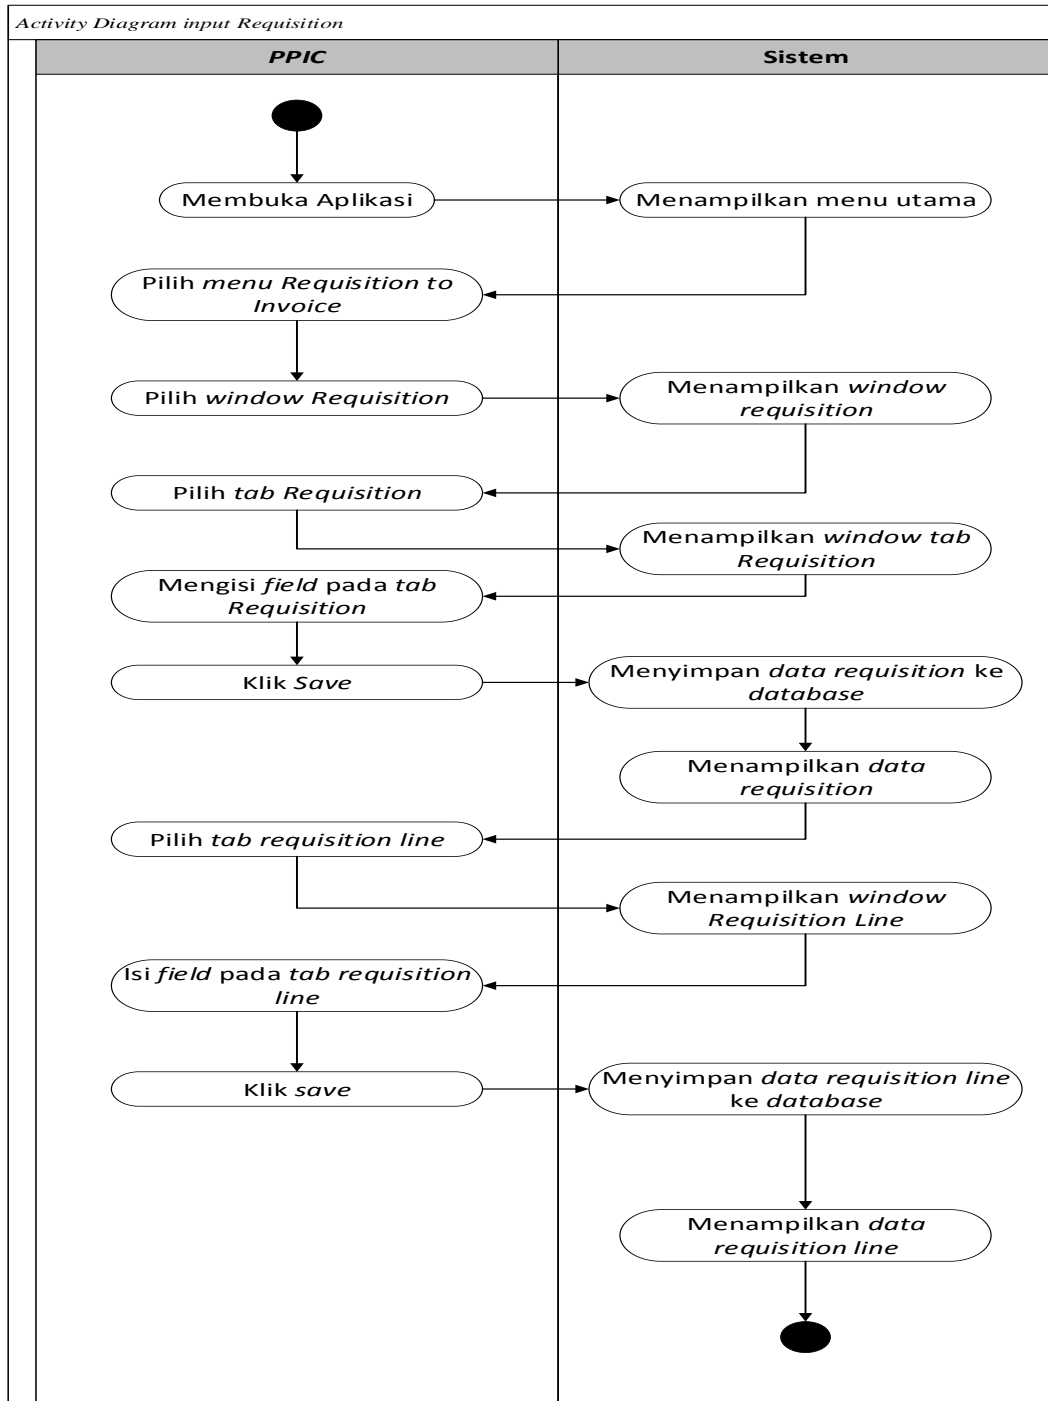 Activity Diagram input Requisition
PPIC
Sistem
Membuka Aplikasi
Menampilkan menu utama
Pilih menu Requisition to
Invoice
Pilih window Requisition
Menampilkan window
requisition
Pilih tab Requisition
Menampilkan window tab
Requisition
Mengisi field pada tab
Requisition
Klik Save
Menyimpan data requisition ke
database
Menampilkan data
requisition
Pilih tab requisition line
Menampilkan window
Requisition Line
Isi field pada tab requisition
line
Klik save
Menyimpan data requisition line
ke database
Menampilkan data
requisition line